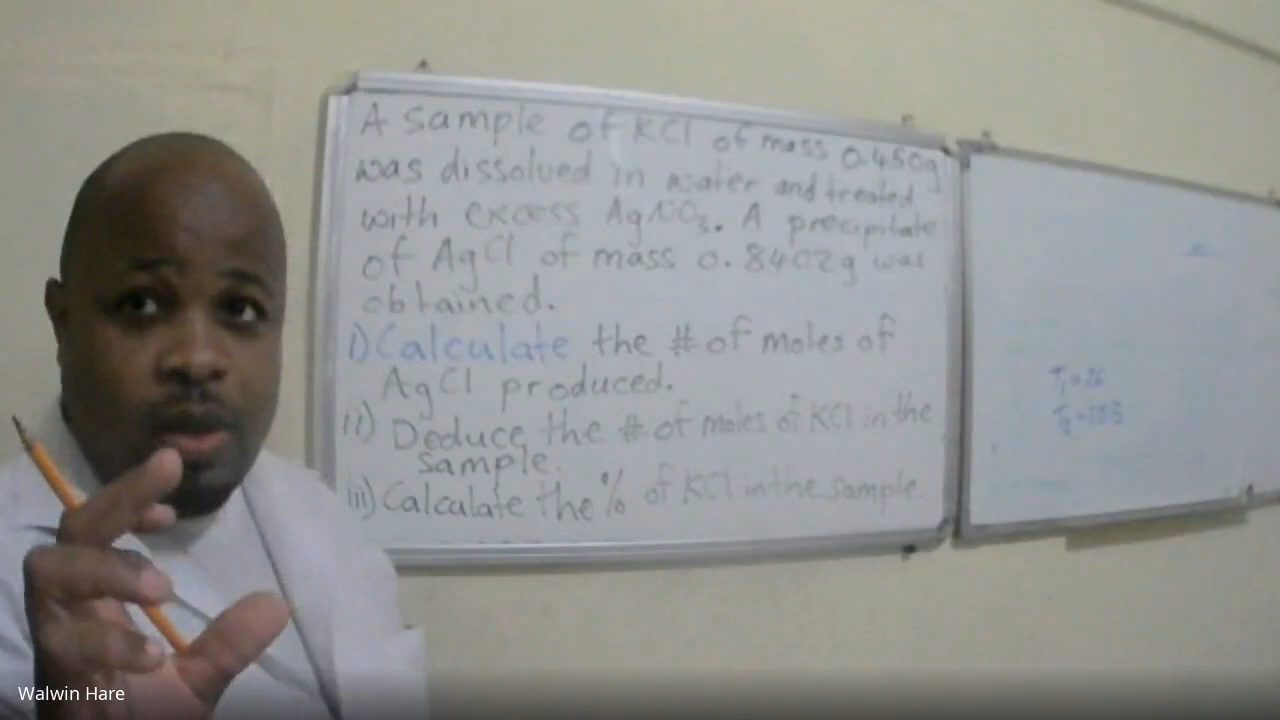 A sample of KCl of mass 0.450g
was dissolved in water and treated
with excess AgNO₃. A precipitate
of AgCl of mass 0.8402g was
obtained.
i) Calculate the # of moles of
AgCl produced.
ii) Deduce the # of moles of KCl in the
sample.
iii) Calculate the % of KCl in the sample.
T₁=26
Walwin Hare